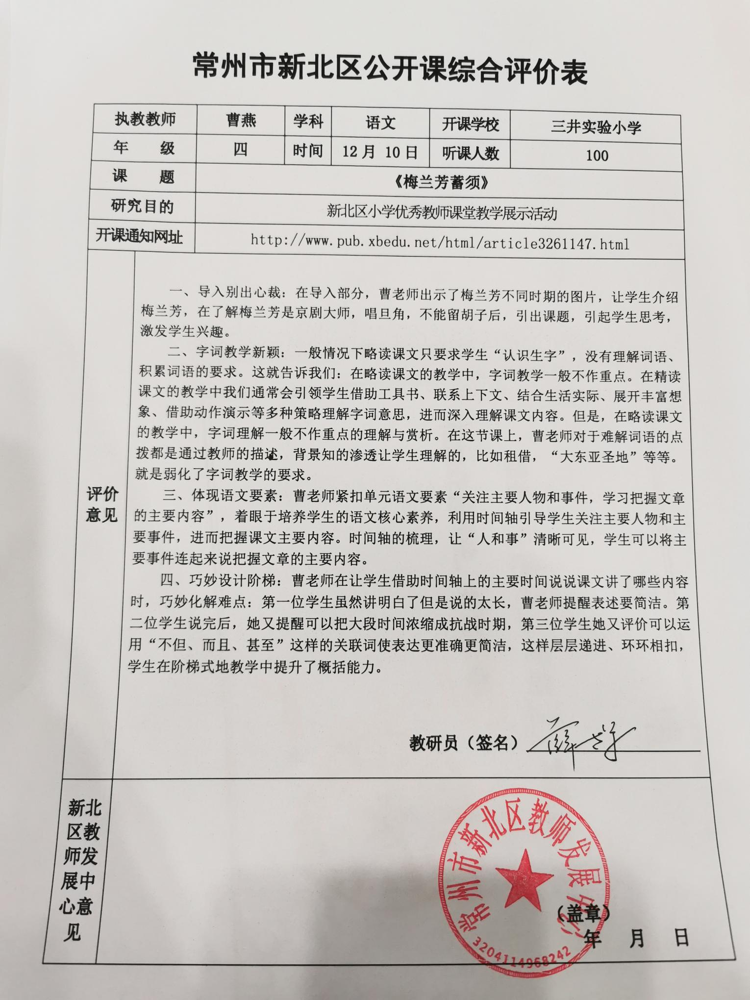 常州市新北区公开课综合评价表
执教教师 曹燕 学科 语文 开课学校 三井实验小学
年 级 四 时间 12月 10日 听课人数 100
课 题 《梅兰芳蓄须》
研究目的 新北区小学优秀教师课堂教学展示活动
开课通知网址 http://www.pub.xbedu.net/html/article3261147.html
评价
意见
一、导入别出心裁：在导入部分，曹老师出示了梅兰芳不同时期的图片，让学生介绍
梅兰芳，在了解梅兰芳是京剧大师，唱旦角，不能留胡子后，引出课题，引起学生思考，
激发学生兴趣。
二、字词教学新颖：一般情况下略读课文只要求学生“认识生字”，没有理解词语、
积累词语的要求。这就告诉我们：在略读课文的教学中，字词教学一般不作重点。在精读
课文的教学中我们通常会引领学生借助工具书、联系上下文、结合生活实际、展开丰富想
象、借助动作演示等多种策略理解字词意思，进而深入理解课文内容。但是，在略读课文
的教学中，字词理解一般不作重点的理解与赏析。在这节课上，曹老师对于难解词语的点
拨都是通过教师的描述，背景知的渗透让学生理解的，比如租借，“大东亚圣地”等等。
就是弱化了字词教学的要求。
三、体现语文要素：曹老师紧扣单元语文要素“关注主要人物和事件，学习把握文章
的主要内容”，着眼于培养学生的语文核心素养，利用时间轴引导学生关注主要人物和主
要事件，进而把握课文主要内容。时间轴的梳理，让“人和事”清晰可见，学生可以将主
要事件连起来说把握文章的主要内容。
四、巧妙设计阶梯：曹老师在让学生借助时间轴上的主要时间说说课文讲了哪些内容
时，巧妙化解难点：第一位学生虽然讲明白了但是说的太长，曹老师提醒表述要简洁。第
二位学生说完后，她又提醒可以把大段时间浓缩成抗战时期，第三位学生她又评价可以运
用“不但、而且、甚至”这样的关联词使表达更准确更简洁，这样层层递进、环环相扣，
学生在阶梯式地教学中提升了概括能力。
教研员（签名）
新北
区教
师发
展中
心意
见
常州市新北区教师发展中心
3204114968242
（盖章）
年 月 日